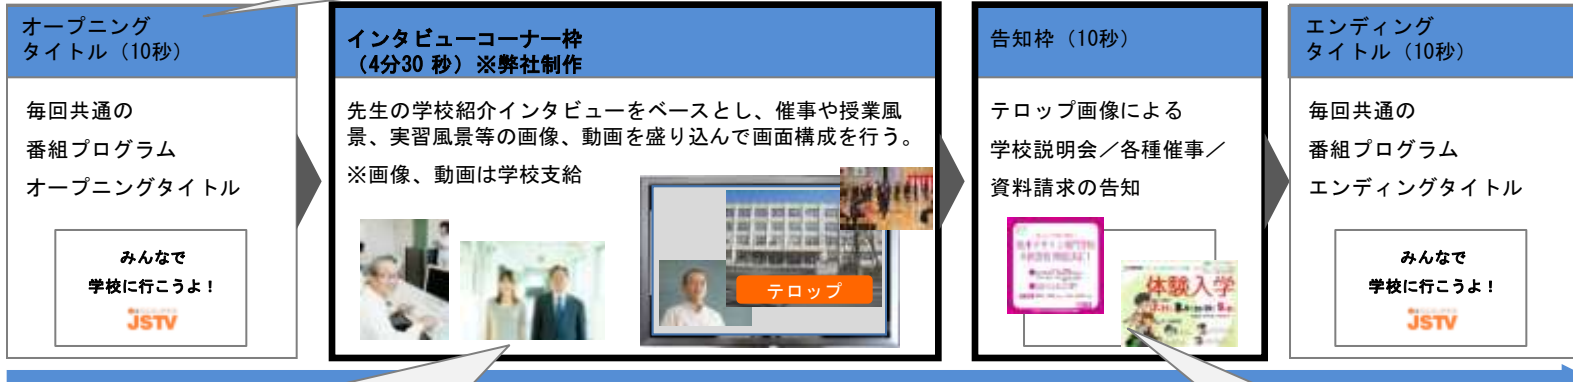 オープニング
タイトル（10秒）
毎回共通の
番組プログラム
オープニングタイトル
みんなで
学校に行こうよ！
JSTV
インタビューコーナー枠
（4分30 秒）※弊社制作
先生の学校紹介インタビューをベースとし、催事や授業風
景、実習風景等の画像、動画を盛り込んで画面構成を行う。
※画像、動画は学校支給
テロップ
告知枠（10秒）
テロップ画像による
学校説明会／各種催事／
資料請求の告知
体験入学
エンディング
タイトル（10秒）
毎回共通の
番組プログラム
エンディングタイトル
みんなで
学校に行こうよ！
JSTV